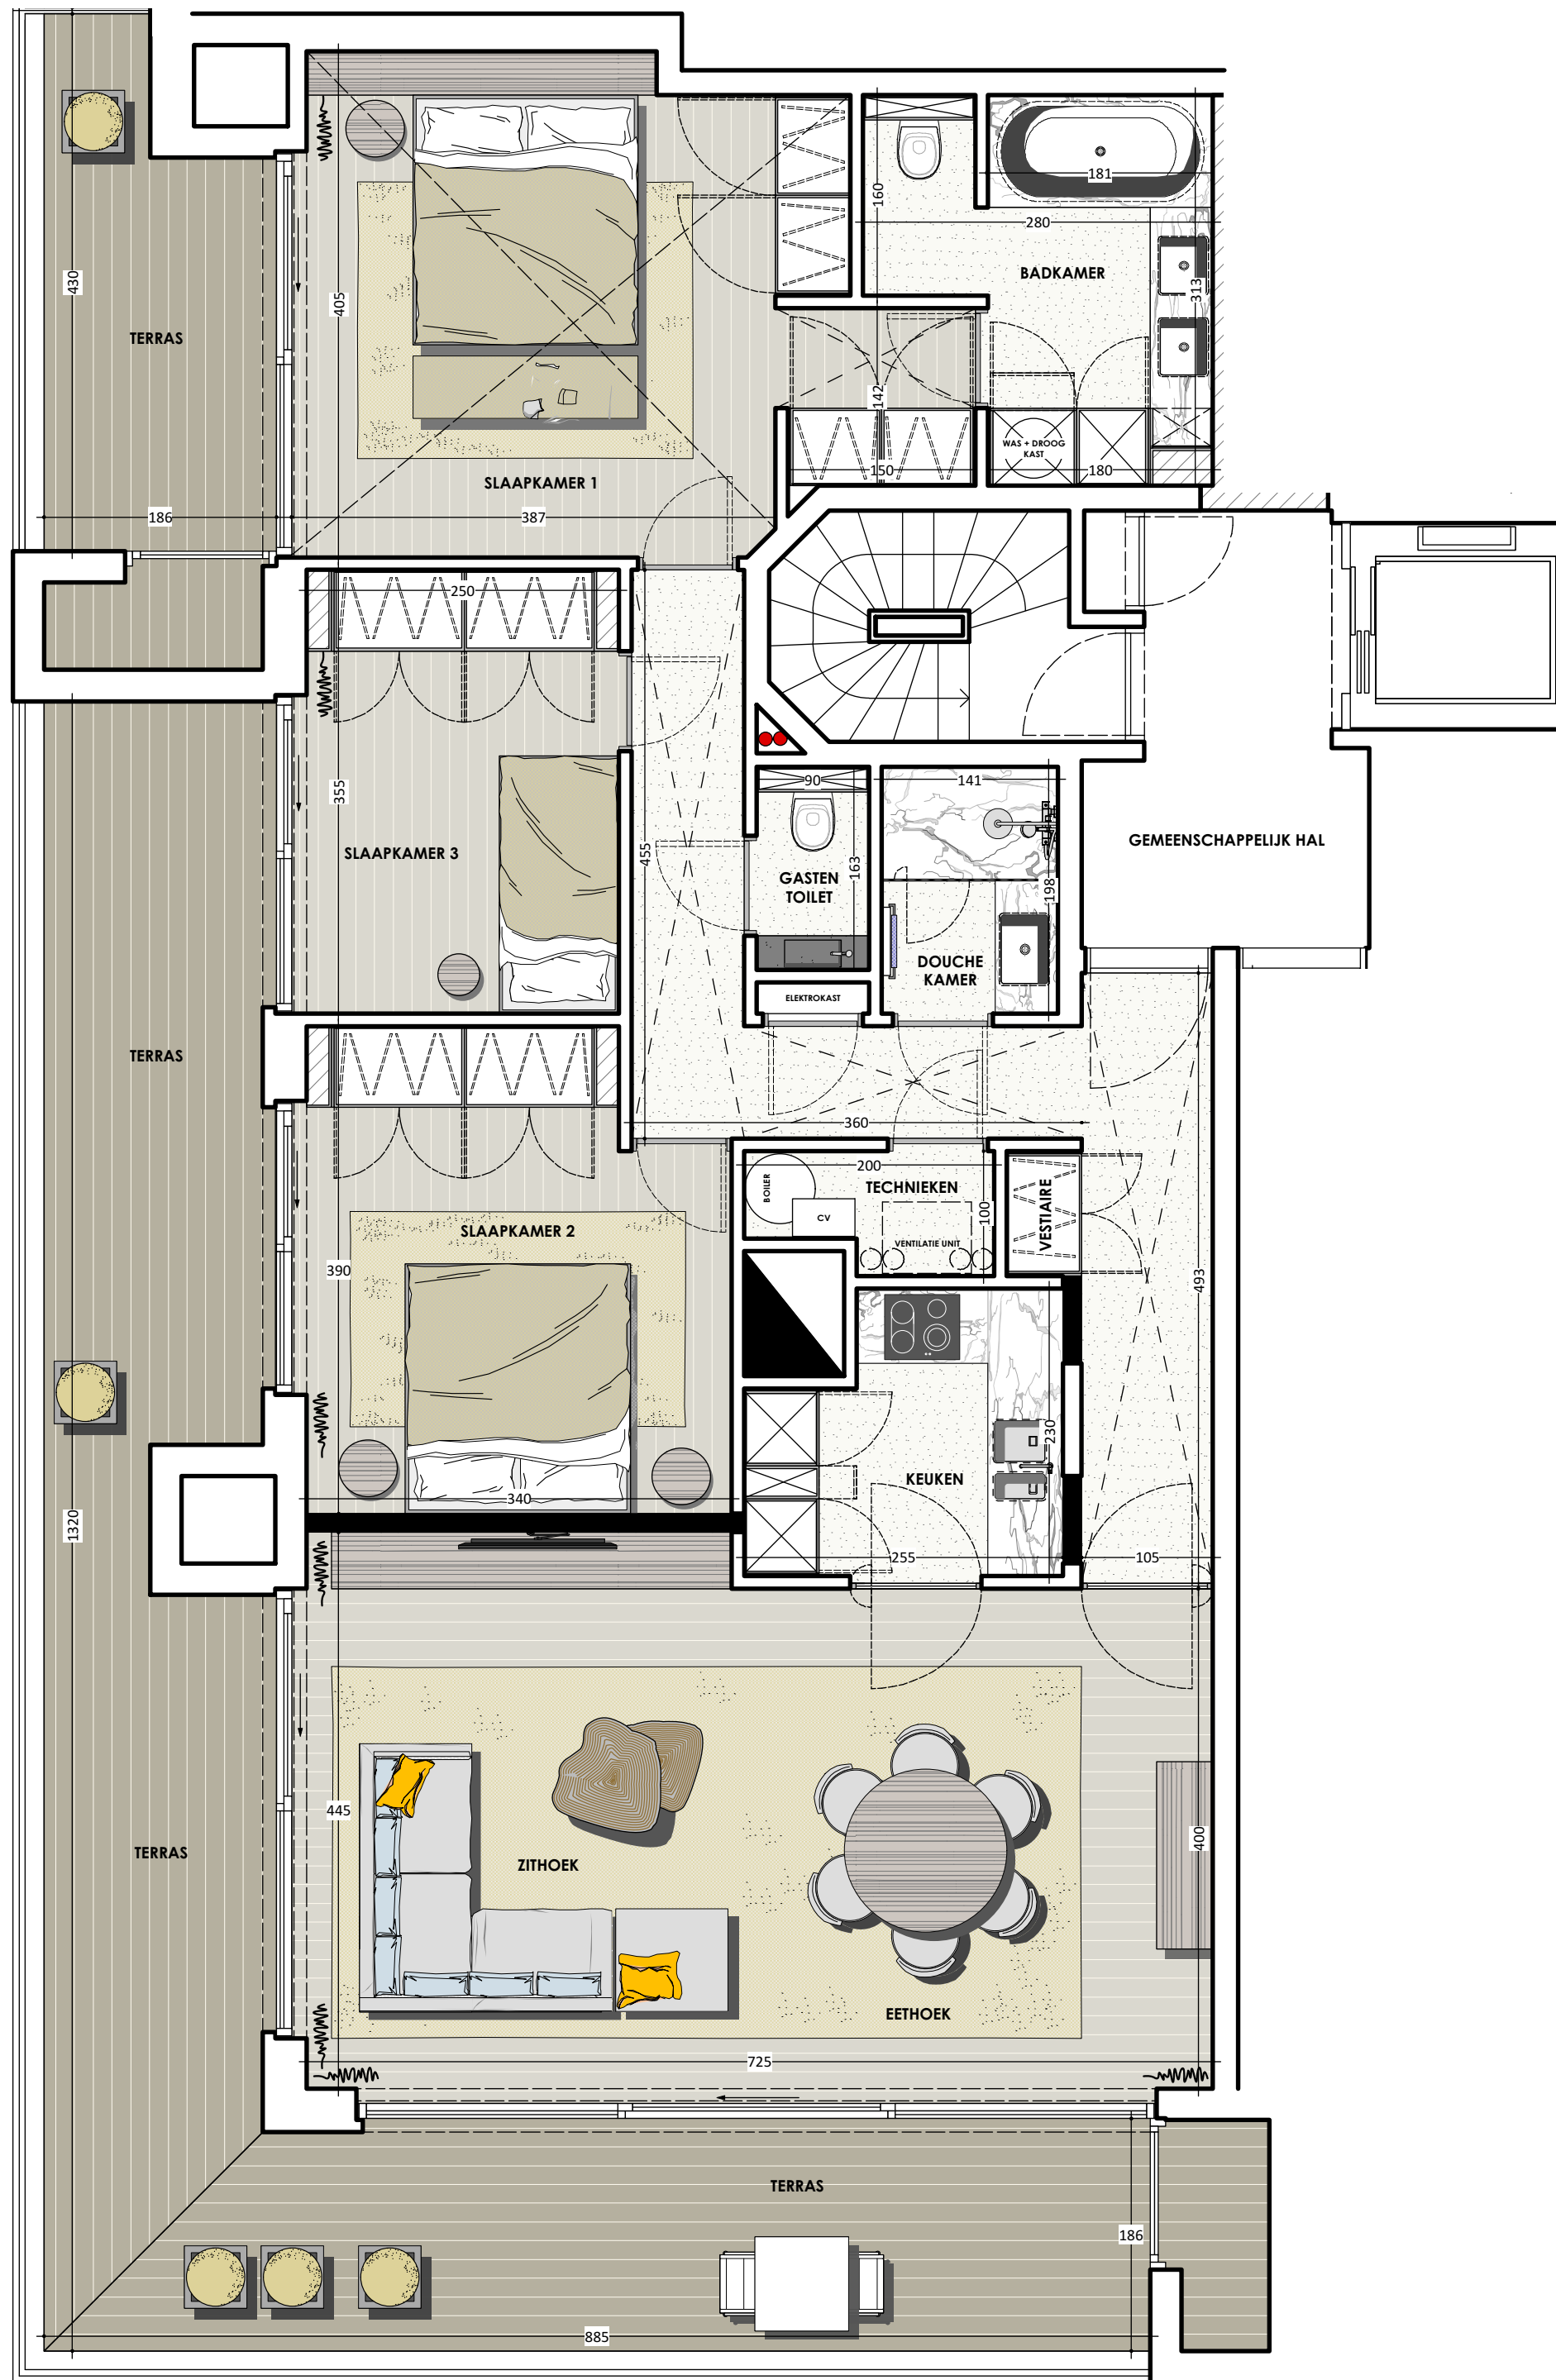 181
160
280
BADKAMER
430
405
313
TERRAS
142
WAS + DROOG
KAST
150
180
SLAAPKAMER 1
186
387
250
90
141
355
GEMEENSCHAPPELIJK HAL
SLAAPKAMER 3
455
163
GASTEN
TOILET
198
DOUCHE
KAMER
ELEKTROKAST
TERRAS
360
200
BOILER
TECHNIEKEN
CV
100
VESTIAIRE
VENTILATIE UNIT
SLAAPKAMER 2
390
493
230
KEUKEN
340
1320
255
105
445
400
TERRAS
ZITHOEK
EETHOEK
725
TERRAS
186
885